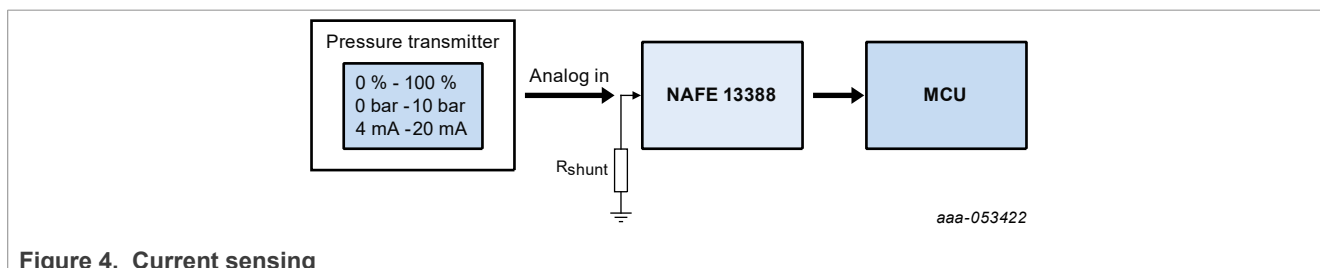 Pressure transmitter
0 % - 100 %
0 bar - 10 bar
4 mA - 20 mA
Analog in
Rshunt
NAFE 13388
MCU
aaa-053422
Figure 4. Current sensing